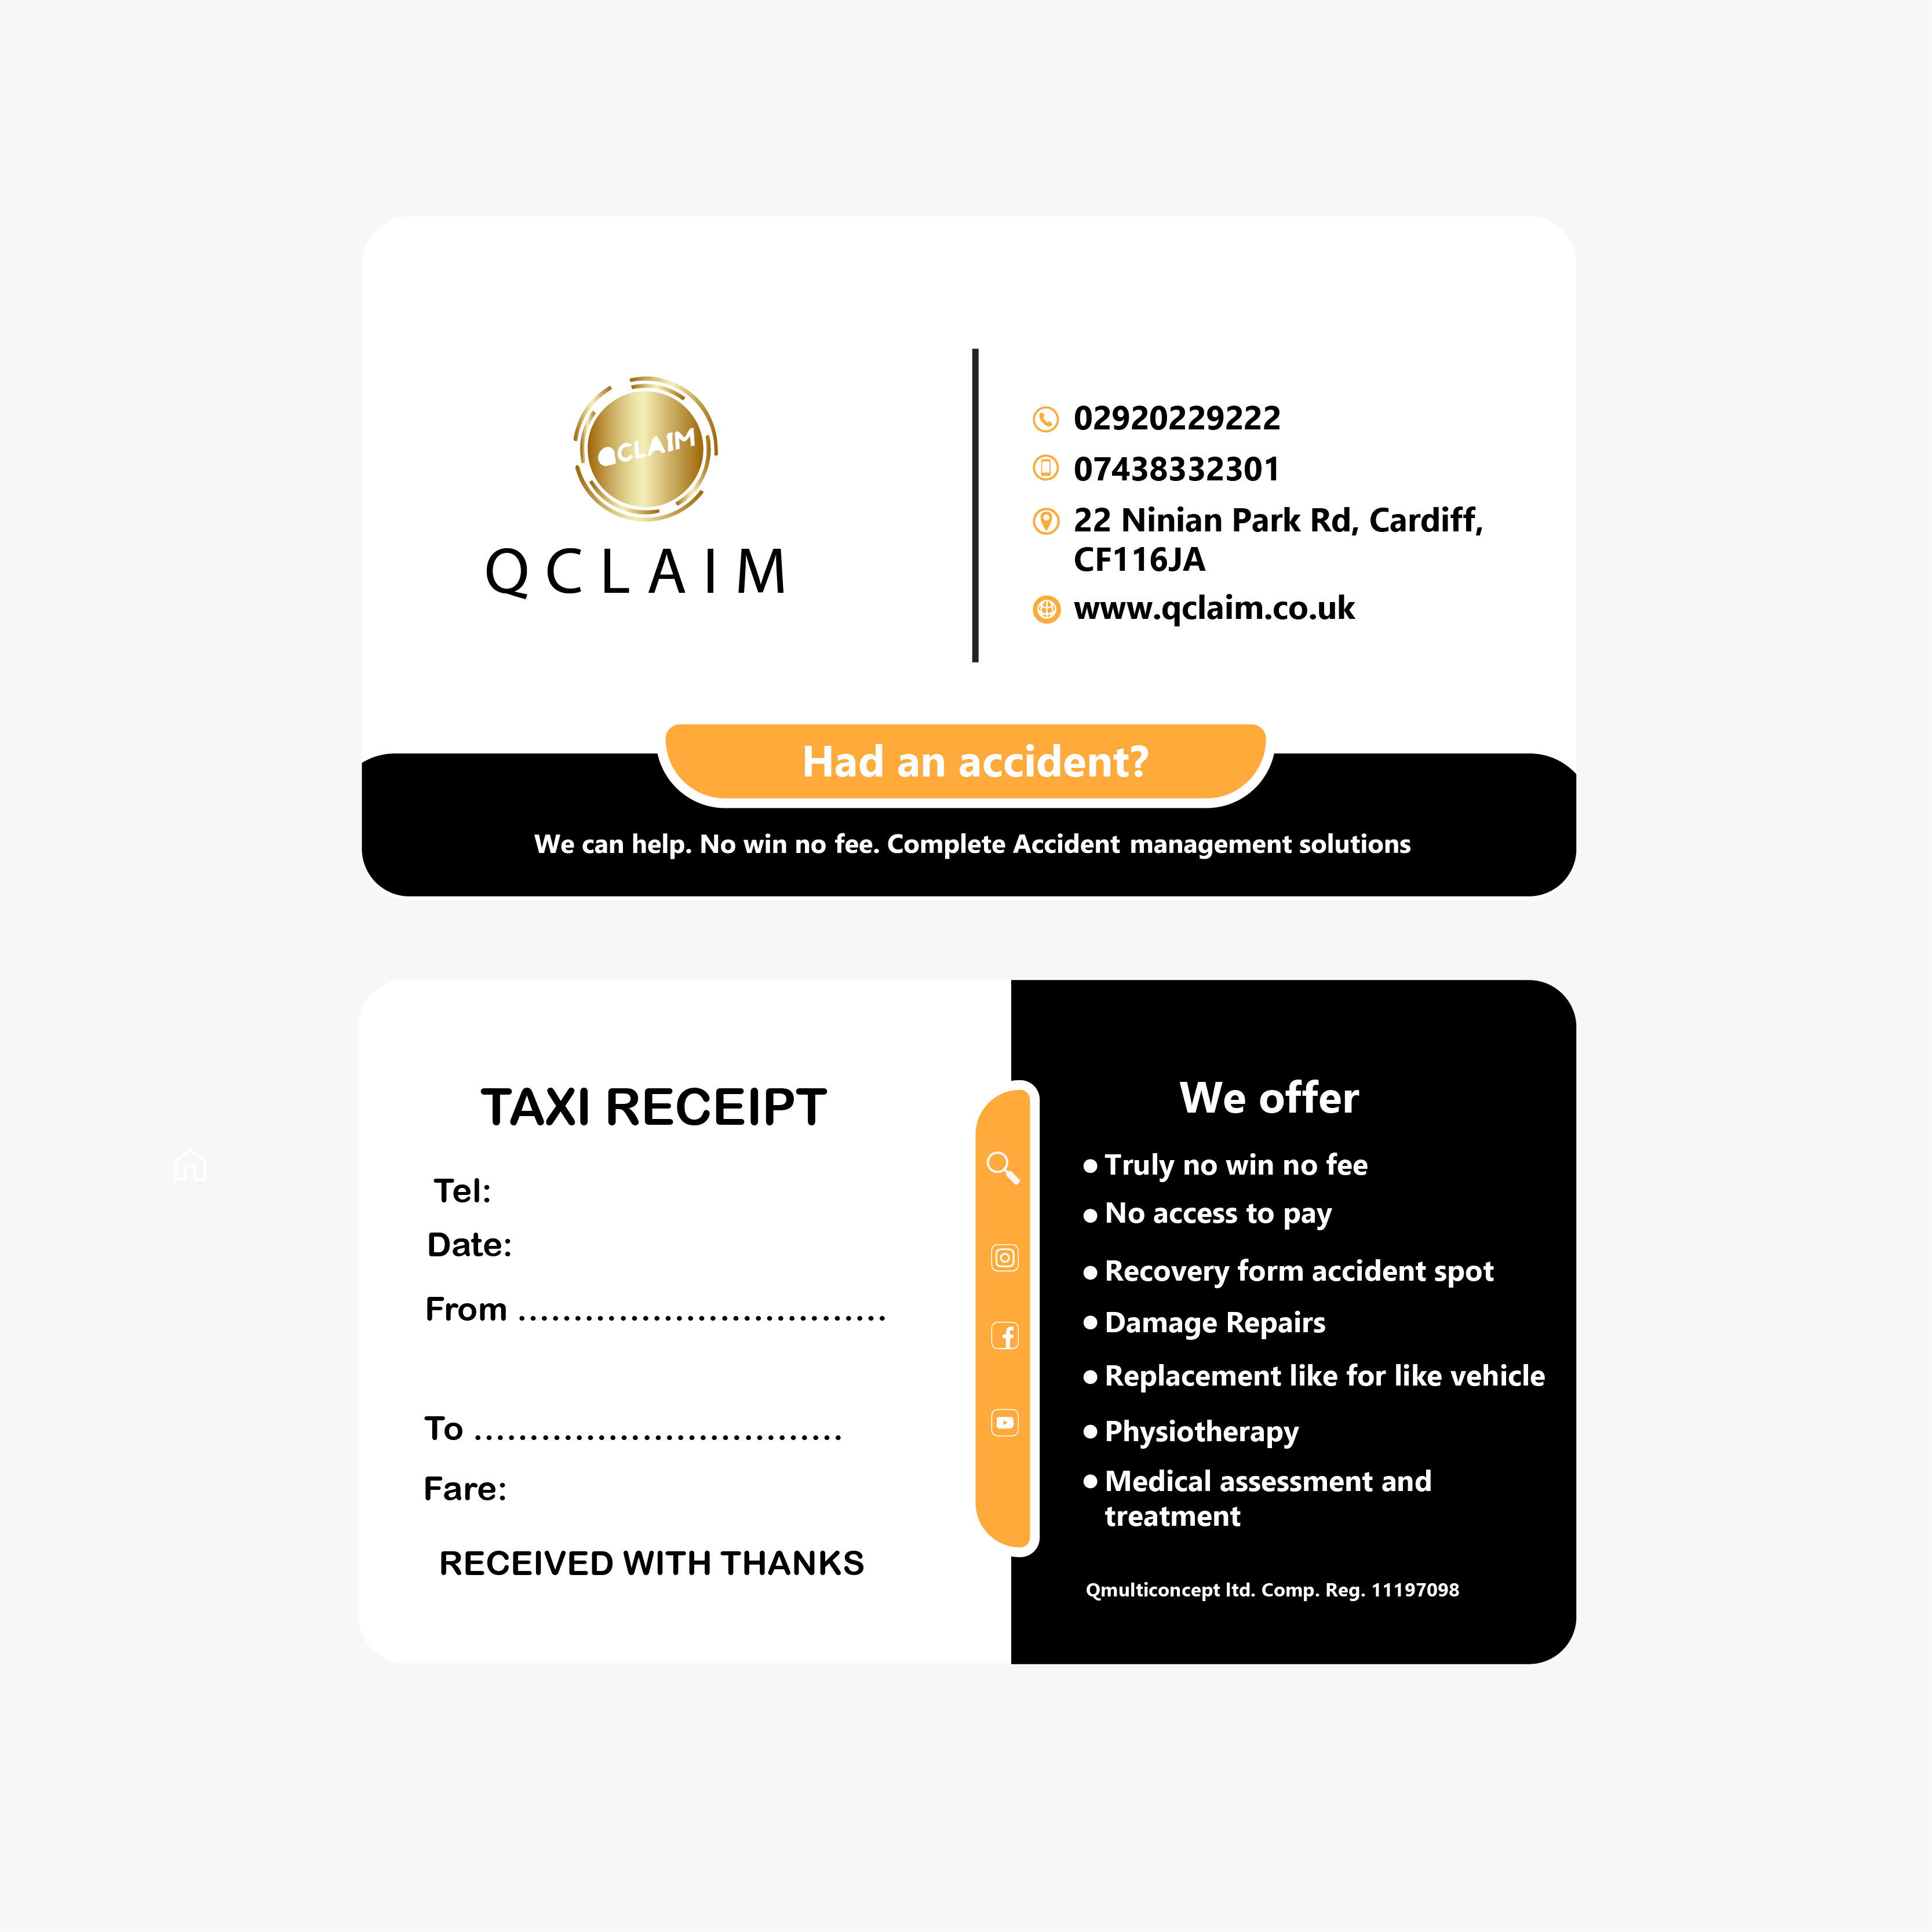 QCLAIM
QCLAIM
02920229222
07438332301
22 Ninian Park Rd, Cardiff,
CF116JA
www.qclaim.co.uk
Had an accident?
We can help. No win no fee. Complete Accident management solutions
TAXI RECEIPT
Tel:
Date:
From .................................
To .................................
Fare:
RECEIVED WITH THANKS
We offer
● Truly no win no fee
● No access to pay
● Recovery form accident spot
● Damage Repairs
● Replacement like for like vehicle
● Physiotherapy
● Medical assessment and
treatment
Qmulticoncept ltd. Comp. Reg. 11197098